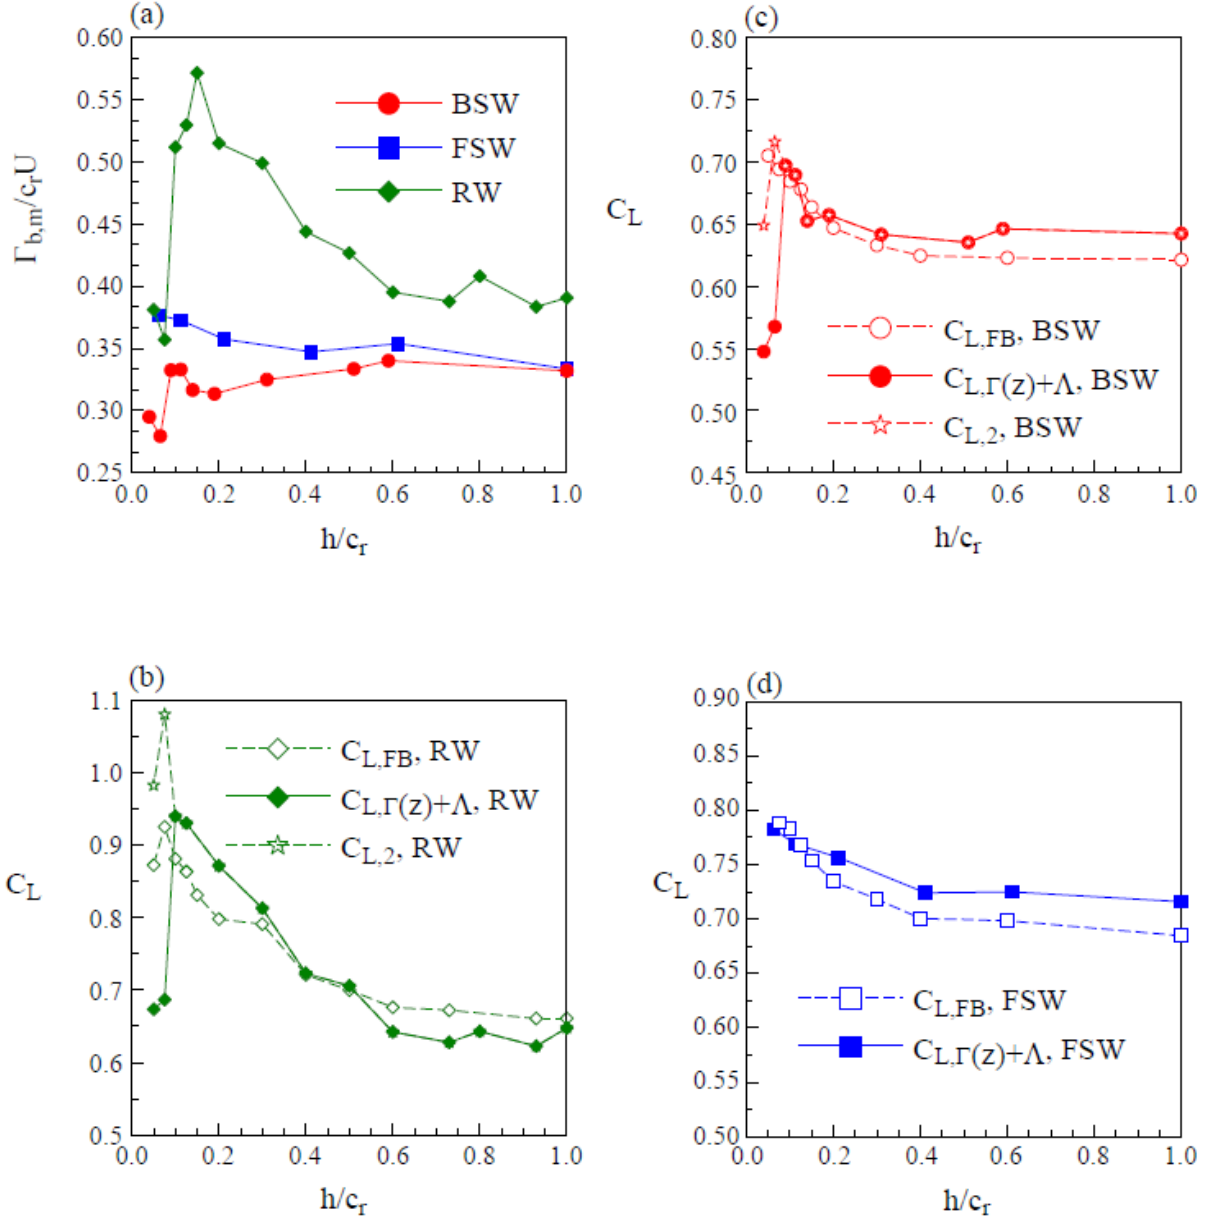 (a)
0.60
0.55
0.50
0.45
0.40
0.35
0.30
0.25
Γb,m/crU
BSW
FSW
RW
0.0 0.2 0.4 0.6 0.8 1.0
h/cr
(c)
0.80
0.75
0.70
0.65
0.60
0.55
0.50
0.45
CL
CL,FB, BSW
CL,Γ(z)+Λ, BSW
CL,2, BSW
0.0 0.2 0.4 0.6 0.8 1.0
h/cr
(b)
1.1
1.0
0.9
0.8
0.7
0.6
0.5
CL
CL,FB, RW
CL,Γ(z)+Λ, RW
CL,2, RW
0.0 0.2 0.4 0.6 0.8 1.0
h/cr
(d)
0.90
0.85
0.80
0.75
0.70
0.65
0.60
0.55
0.50
CL
CL,FB, FSW
CL,Γ(z)+Λ, FSW
0.0 0.2 0.4 0.6 0.8 1.0
h/cr